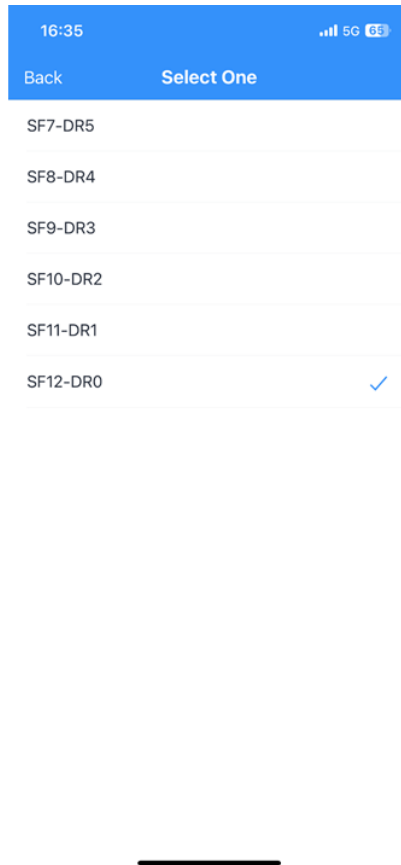 16:35 5G 65
Back Select One
SF7-DR5
SF8-DR4
SF9-DR3
SF10-DR2
SF11-DR1
SF12-DR0